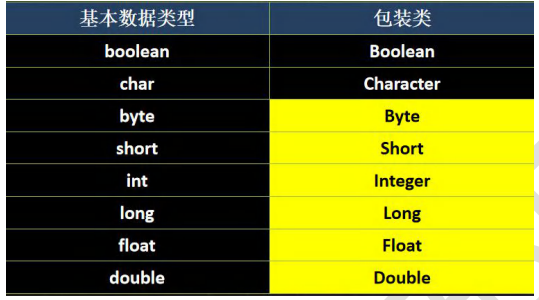 基本数据类型 包装类
boolean Boolean
char Character
byte Byte
short Short
int Integer
long Long
float Float
double Double